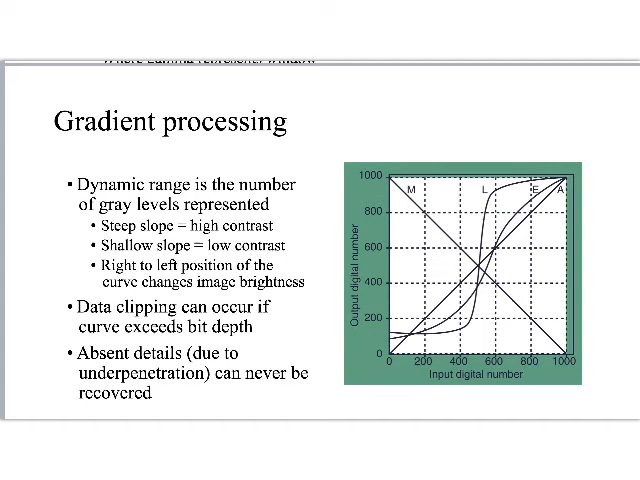 Gradient processing
• Dynamic range is the number
of gray levels represented
• Steep slope = high contrast
• Shallow slope = low contrast
• Right to left position of the
curve changes image brightness
• Data clipping can occur if
curve exceeds bit depth
• Absent details (due to
underpenetration) can never be
recovered
1000
800
600
400
200
0
Output digital number
M L E A
0 200 400 600 800 1000
Input digital number